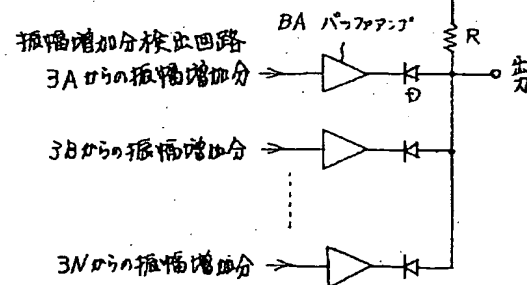 BA バッファアンプ
振幅増加分検出回路
3Aからの振幅増加分
R
出力
D
3Bからの振幅増加分
3Nからの振幅増加分